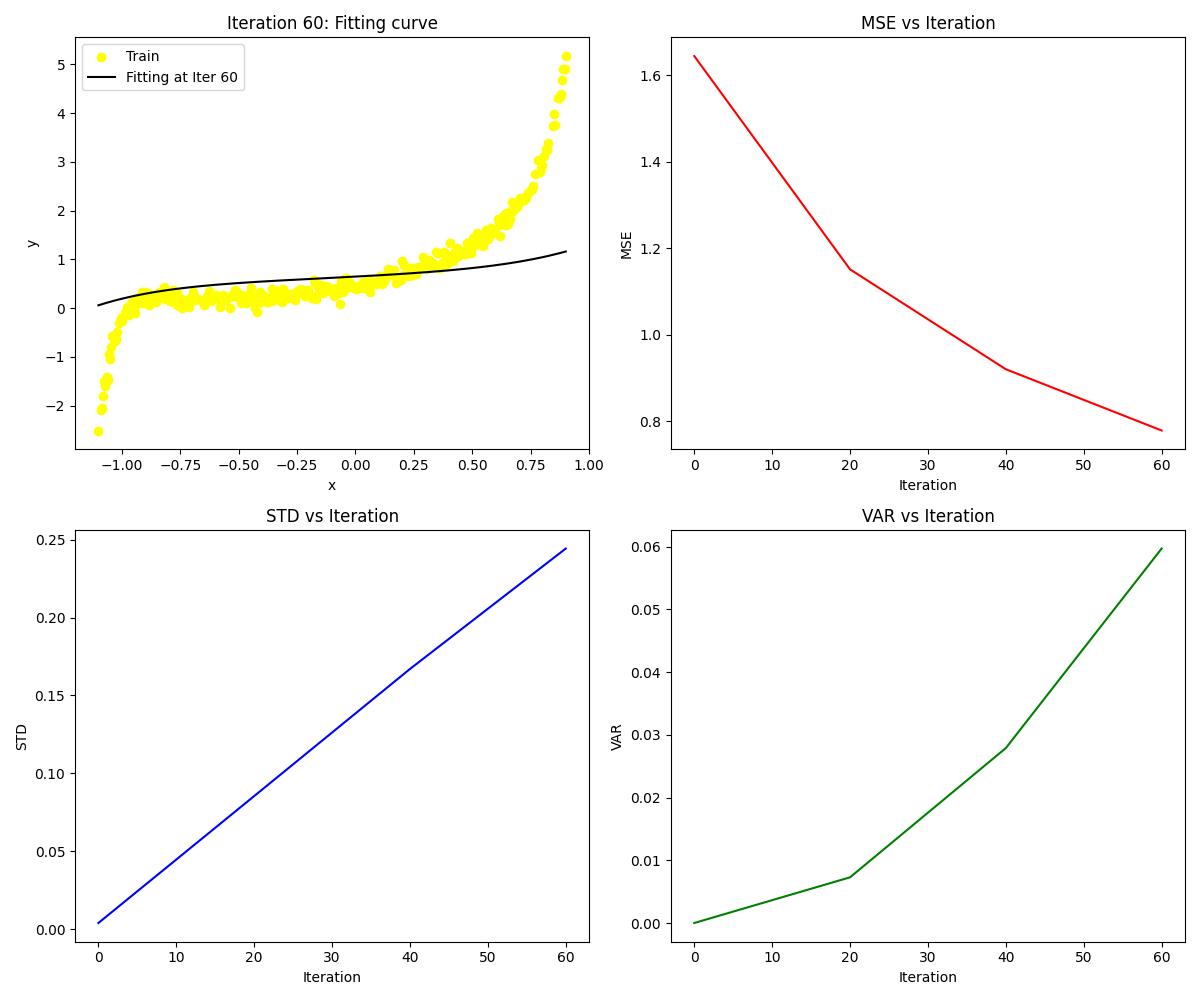 Iteration 60: Fitting curve
Train
Fitting at Iter 60
5
4
3
2
1
0
−1
−2
y
−1.00 −0.75 −0.50 −0.25 0.00 0.25 0.50 0.75 1.00
x
MSE vs Iteration
1.6
1.4
1.2
1.0
0.8
MSE
0 10 20 30 40 50 60
Iteration
STD vs Iteration
0.25
0.20
0.15
0.10
0.05
0.00
STD
0 10 20 30 40 50 60
Iteration
VAR vs Iteration
0.06
0.05
0.04
0.03
0.02
0.01
0.00
VAR
0 10 20 30 40 50 60
Iteration